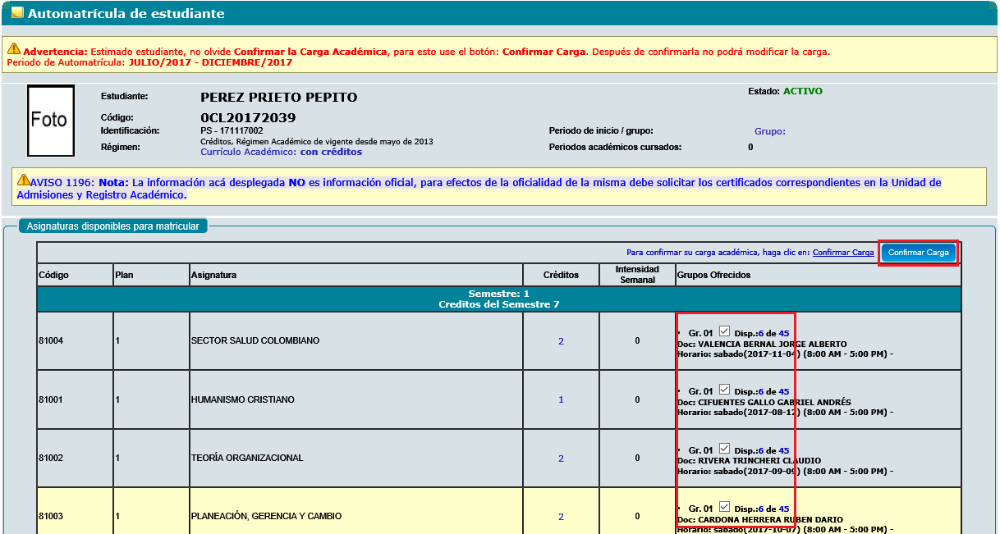 Automatrícula de estudiante
Advertencia: Estimado estudiante, no olvide Confirmar la Carga Académica, para esto use el botón: Confirmar Carga. Después de confirmarla no podrá modificar la carga.
Periodo de Automatrícula: JULIO/2017 - DICIEMBRE/2017
Foto
Estudiante: PEREZ PRIETO PEPITO
Estado: ACTIVO
Código: 0CL20172039
Identificación: PS - 171117002
Periodo de inicio / grupo: Grupo:
Régimen: Créditos, Régimen Académico de vigente desde mayo de 2013
Currículo Académico: con créditos
Periodos académicos cursados: 0
AVISO 1196: Nota: La información acá desplegada NO es información oficial, para efectos de la oficialidad de la misma debe solicitar los certificados correspondientes en la Unidad de
Admisiones y Registro Académico.
Asignaturas disponibles para matricular
Para confirmar su carga académica, haga clic en: Confirmar Carga Confirmar Carga
Código Plan Asignatura Créditos Intensidad Semanal Grupos Ofrecidos
Semestre: 1
Creditos del Semestre 7
81004 1 SECTOR SALUD COLOMBIANO 2 0
• Gr. 01 Disp.:6 de 45
Doc: VALENCIA BERNAL JORGE ALBERTO
Horario: sabado(2017-11-04) (8:00 AM - 5:00 PM) -
81001 1 HUMANISMO CRISTIANO 1 0
• Gr. 01 Disp.:6 de 45
Doc: CIFUENTES GALLO GABRIEL ANDRÉS
Horario: sabado(2017-08-12) (8:00 AM - 5:00 PM) -
81002 1 TEORÍA ORGANIZACIONAL 2 0
• Gr. 01 Disp.:6 de 45
Doc: RIVERA TRINCHERI CLAUDIO
Horario: sabado(2017-09-09) (8:00 AM - 5:00 PM) -
81003 1 PLANEACIÓN, GERENCIA Y CAMBIO 2 0
• Gr. 01 Disp.:6 de 45
Doc: CARDONA HERRERA RUBEN DARIO
Horario: sabado(2017-10-07) (8:00 AM - 5:00 PM) -